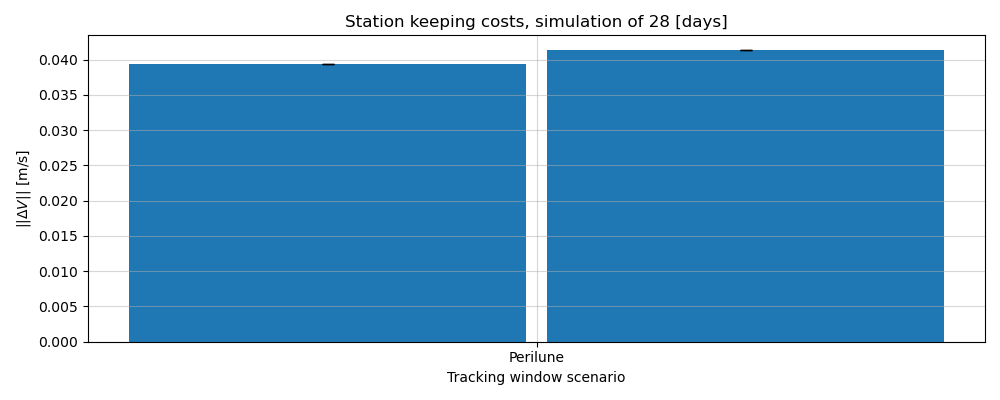 Station keeping costs, simulation of 28 [days]
||ΔV|| [m/s]
0.040
0.035
0.030
0.025
0.020
0.015
0.010
0.005
0.000
Perilune
Tracking window scenario